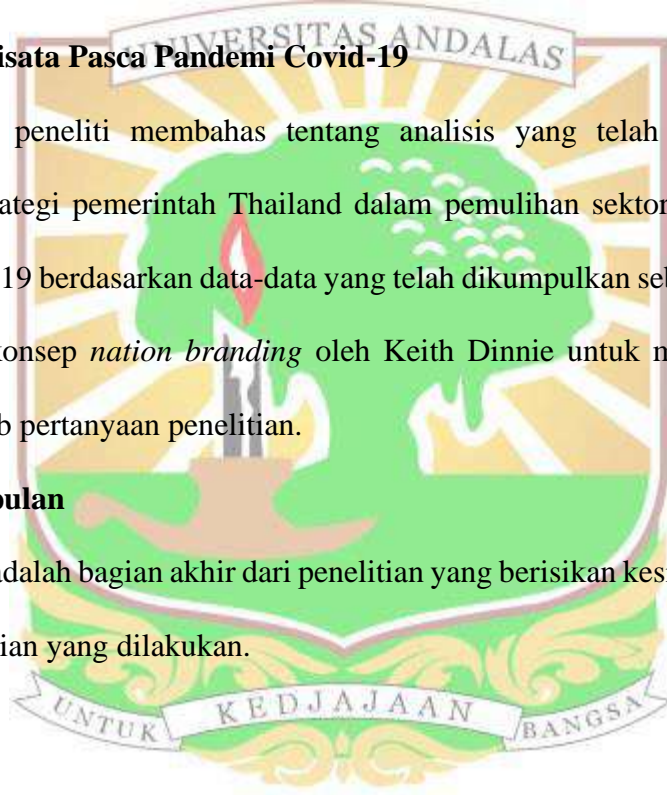 UNIVERSITAS ANDALAS
isata Pasca Pandemi Covid-19
peneliti membahas tentang analisis yang telah
ategi pemerintah Thailand dalam pemulihan sektor
19 berdasarkan data-data yang telah dikumpulkan seb
konsep nation branding oleh Keith Dinnie untuk m
b pertanyaan penelitian.
pulan
adalah bagian akhir dari penelitian yang berisikan kesi
ian yang dilakukan.
UNTUK KEDJAJAAN BANGSA